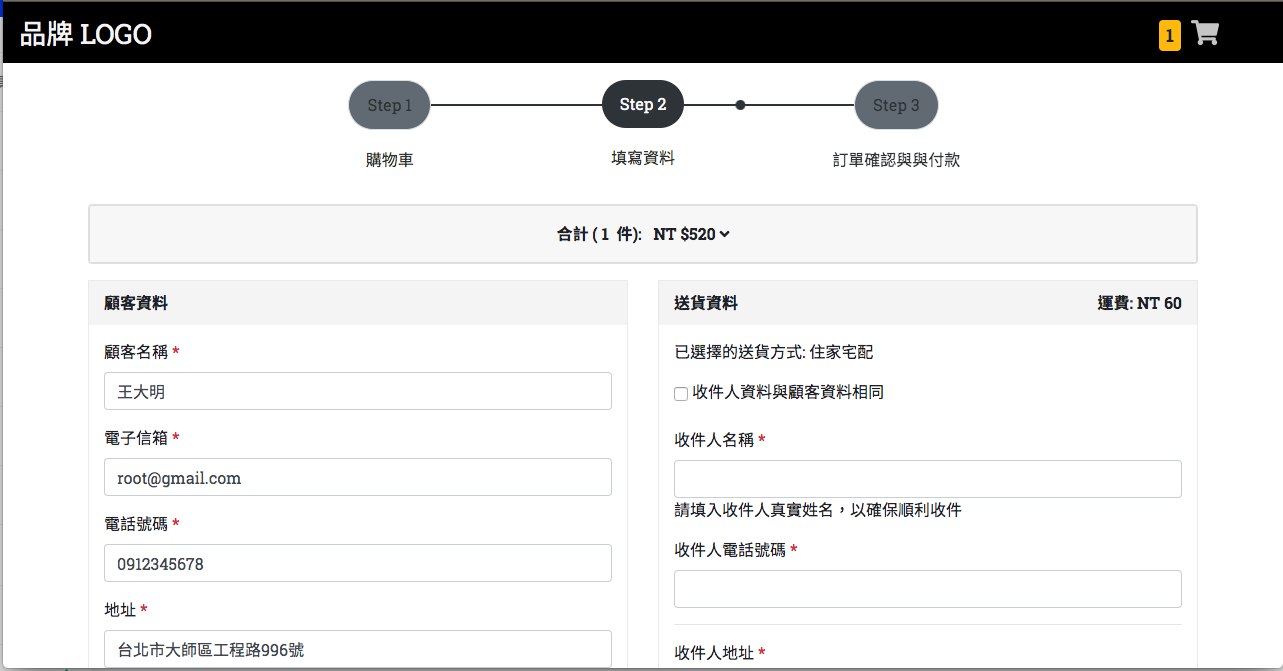 品牌 LOGO
1
Step 1
Step 2
Step 3
購物車
填寫資料
訂單確認與與付款
合計 ( 1 件): NT $520
顧客資料
顧客名稱 *
王大明
電子信箱 *
root@gmail.com
電話號碼 *
0912345678
地址 *
台北市大師區工程路996號
送貨資料
運費: NT 60
已選擇的送貨方式: 住家宅配
收件人資料與顧客資料相同
收件人名稱 *
請填入收件人真實姓名，以確保順利收件
收件人電話號碼 *
收件人地址 *